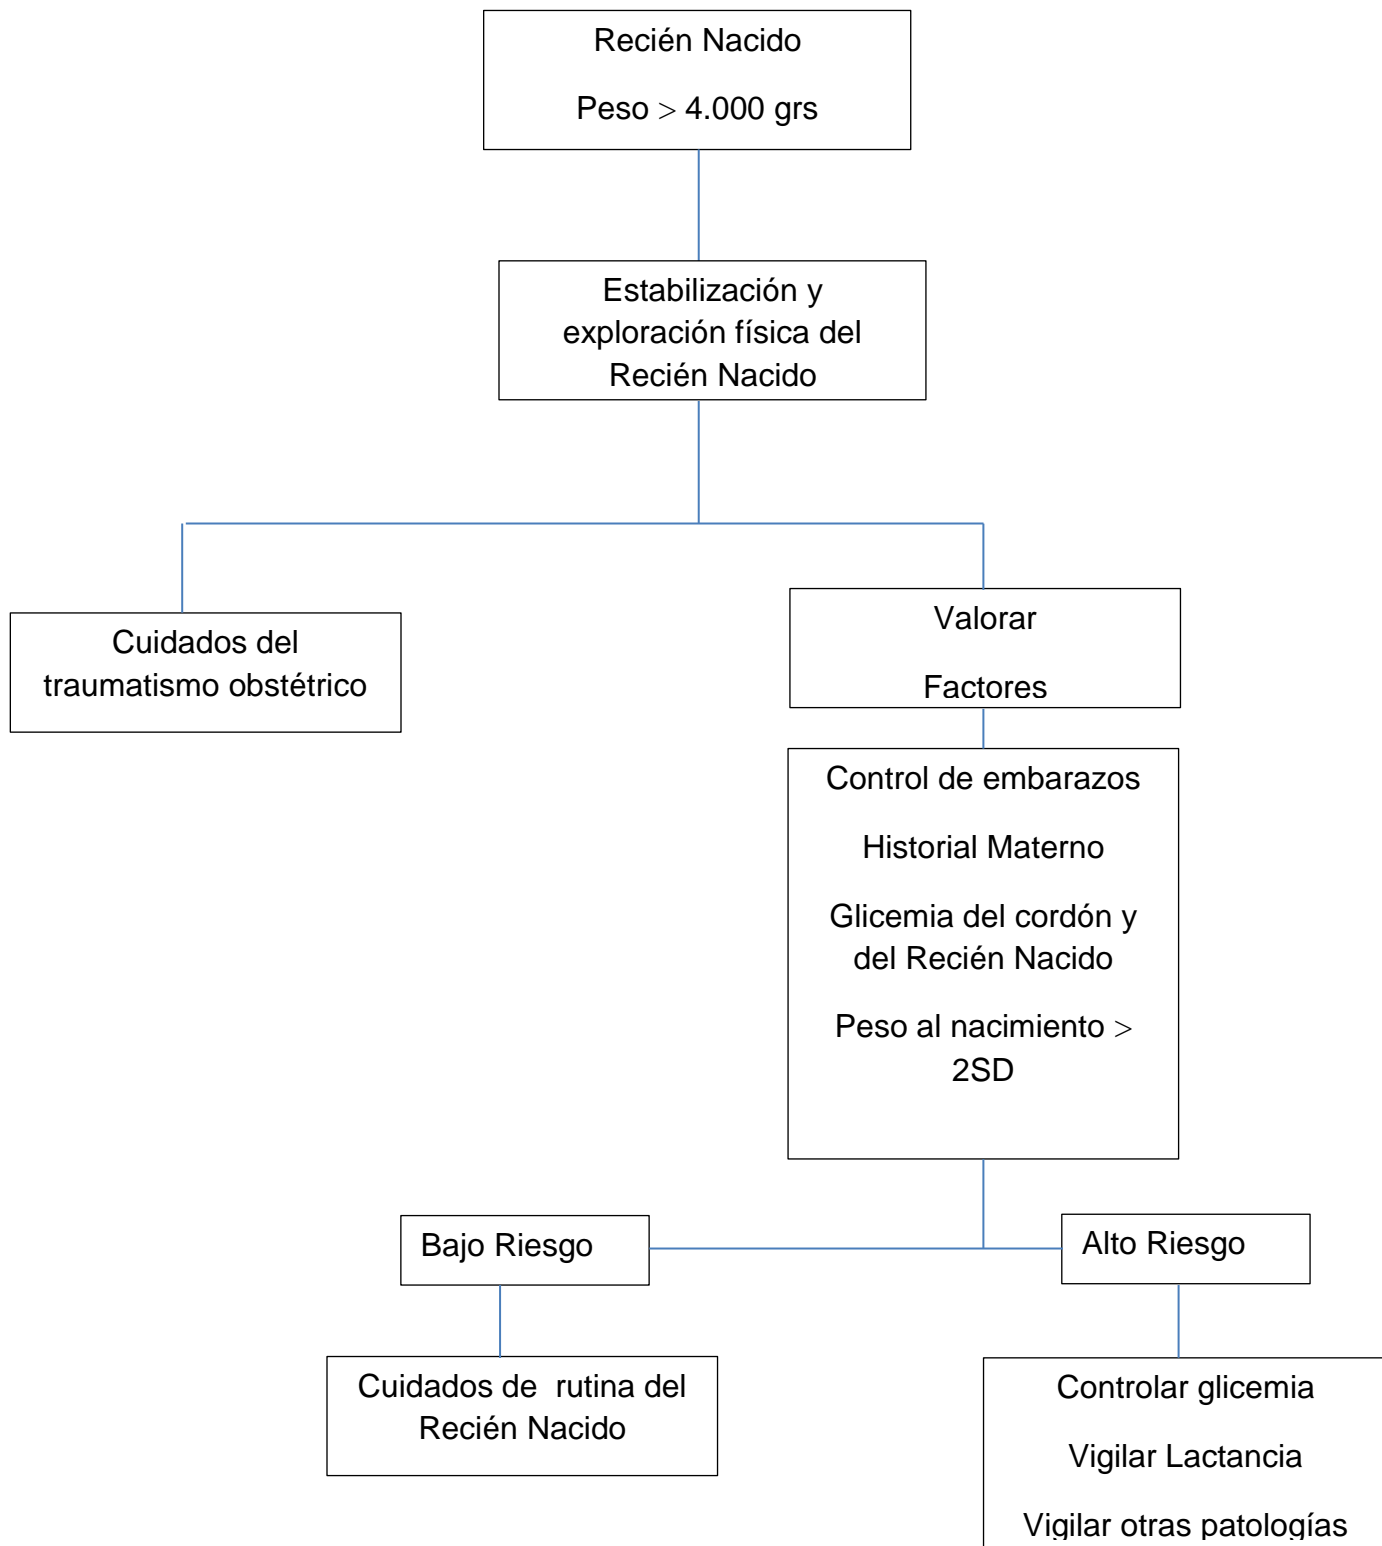 Recién Nacido
Peso > 4.000 grs
Estabilización y
exploración física del
Recién Nacido
Cuidados del
traumatismo obstétrico
Valorar
Factores
Control de embarazos
Historial Materno
Glicemia del cordón y
del Recién Nacido
Peso al nacimiento >
2SD
Bajo Riesgo
Alto Riesgo
Cuidados de rutina del
Recién Nacido
Controlar glicemia
Vigilar Lactancia
Vigilar otras patologías